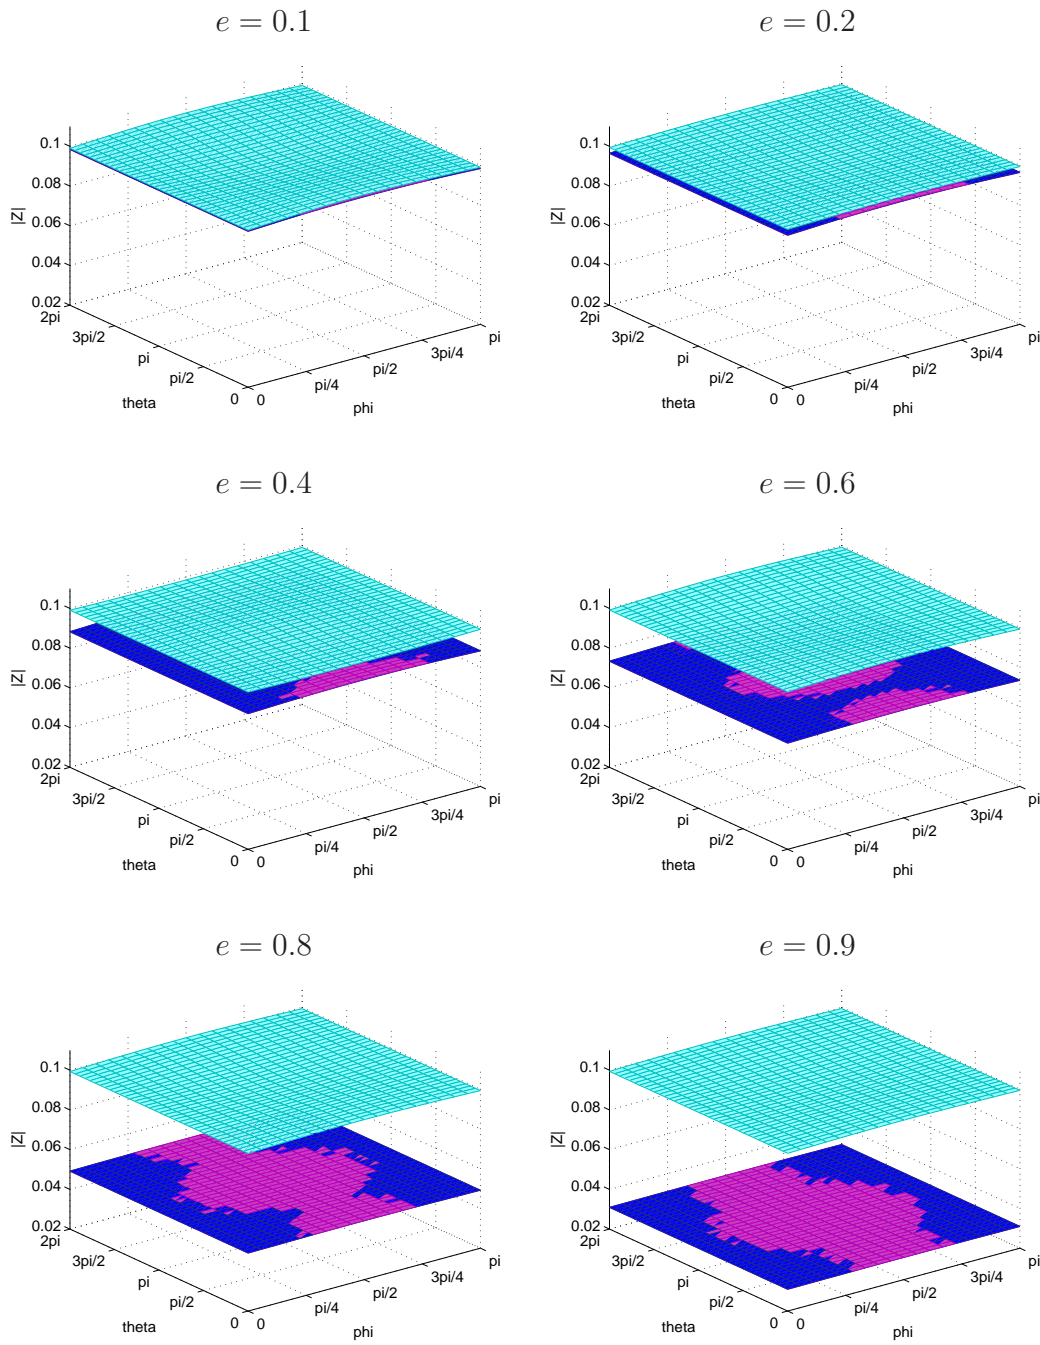 e = 0.1
e = 0.2
0.1
0.08
0.06
0.04
0.02
|Z|
2pi
3pi/2
pi
pi/2
0
theta
0
pi/4
pi/2
3pi/4
pi
phi
0.1
0.08
0.06
0.04
0.02
|Z|
2pi
3pi/2
pi
pi/2
0
theta
0
pi/4
pi/2
3pi/4
pi
phi
e = 0.4
e = 0.6
0.1
0.08
0.06
0.04
0.02
|Z|
2pi
3pi/2
pi
pi/2
0
theta
0
pi/4
pi/2
3pi/4
pi
phi
0.1
0.08
0.06
0.04
0.02
|Z|
2pi
3pi/2
pi
pi/2
0
theta
0
pi/4
pi/2
3pi/4
pi
phi
e = 0.8
e = 0.9
0.1
0.08
0.06
0.04
0.02
|Z|
2pi
3pi/2
pi
pi/2
0
theta
0
pi/4
pi/2
3pi/4
pi
phi
0.1
0.08
0.06
0.04
0.02
|Z|
2pi
3pi/2
pi
pi/2
0
theta
0
pi/4
pi/2
3pi/4
pi
phi